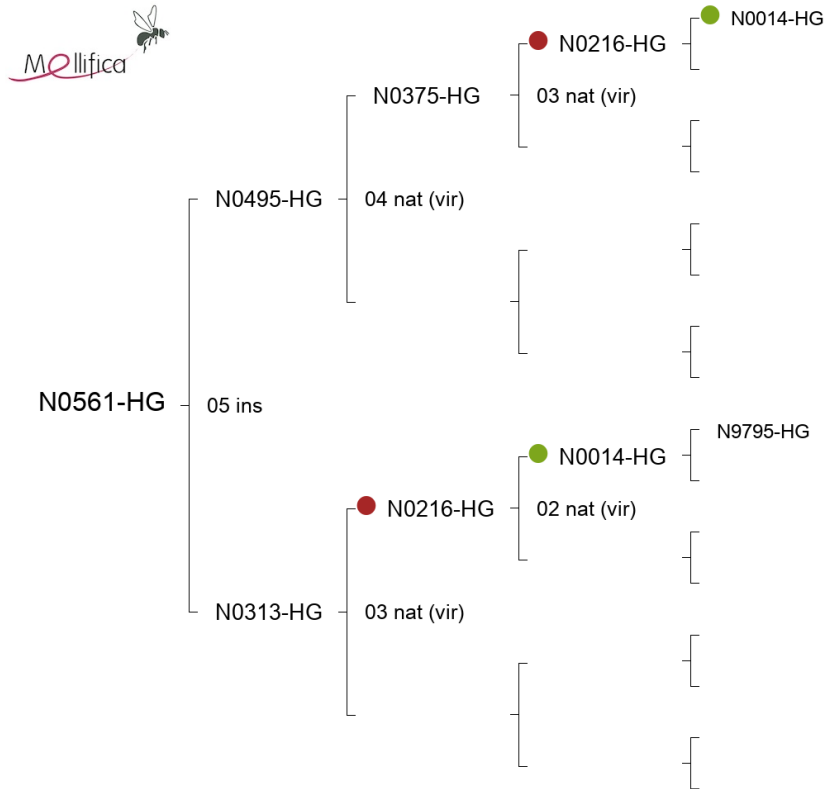 Mellifica
N0014-HG
N0216-HG
N0375-HG
03 nat (vir)
N0495-HG
04 nat (vir)
N0561-HG
05 ins
N9795-HG
N0014-HG
N0216-HG
02 nat (vir)
N0313-HG
03 nat (vir)